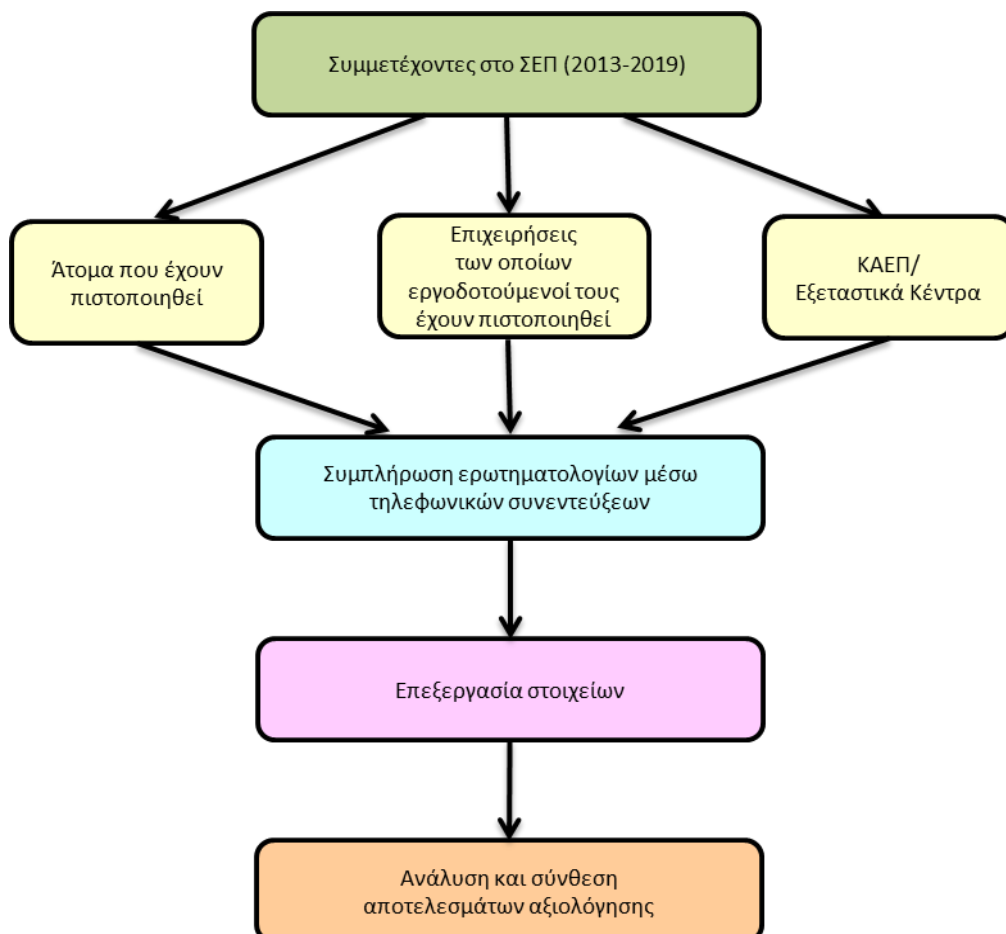 Συμμετέχοντες στο ΣΕΠ (2013-2019)
Άτομα που έχουν
πιστοποιηθεί
Επιχειρήσεις
των οποίων
εργοδοτούμενοί τους
έχουν πιστοποιηθεί
ΚΑΕΠ/
Εξεταστικά Κέντρα
Συμπλήρωση ερωτηματολογίων μέσω
τηλεφωνικών συνεντεύξεων
Επεξεργασία στοιχείων
Ανάλυση και σύνθεση
αποτελεσμάτων αξιολόγησης